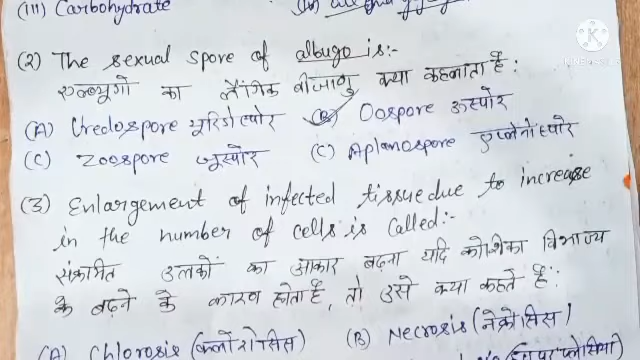 (iii) Carbohydrate
(2) The sexual spore of albugo is:-
एल्ब्यूगो का लैंगिक बीजाणु क्या कहलाता है:
(A) Uredospore यूरिडोस्पोर (B) Oospore ऊस्पोर
(C) Zoospore जूस्पोर (C) Aplanospore एप्लेनोस्पोर
(3) Enlargement of infected tissue due to increase
in the number of cells is called:-
संक्रामित उतकों का आकार बढ़ना यदि कोशिका विभाज्य
के बढ़ने के कारण होता है, तो उसे क्या कहते है:
(A) Chlorosis (क्लोरोसिस) (B) Necrosis (नेक्रोसिस)